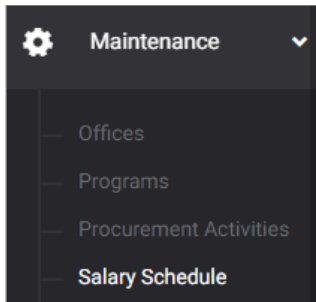 Maintenance
Offices
Programs
Procurement Activities
Salary Schedule